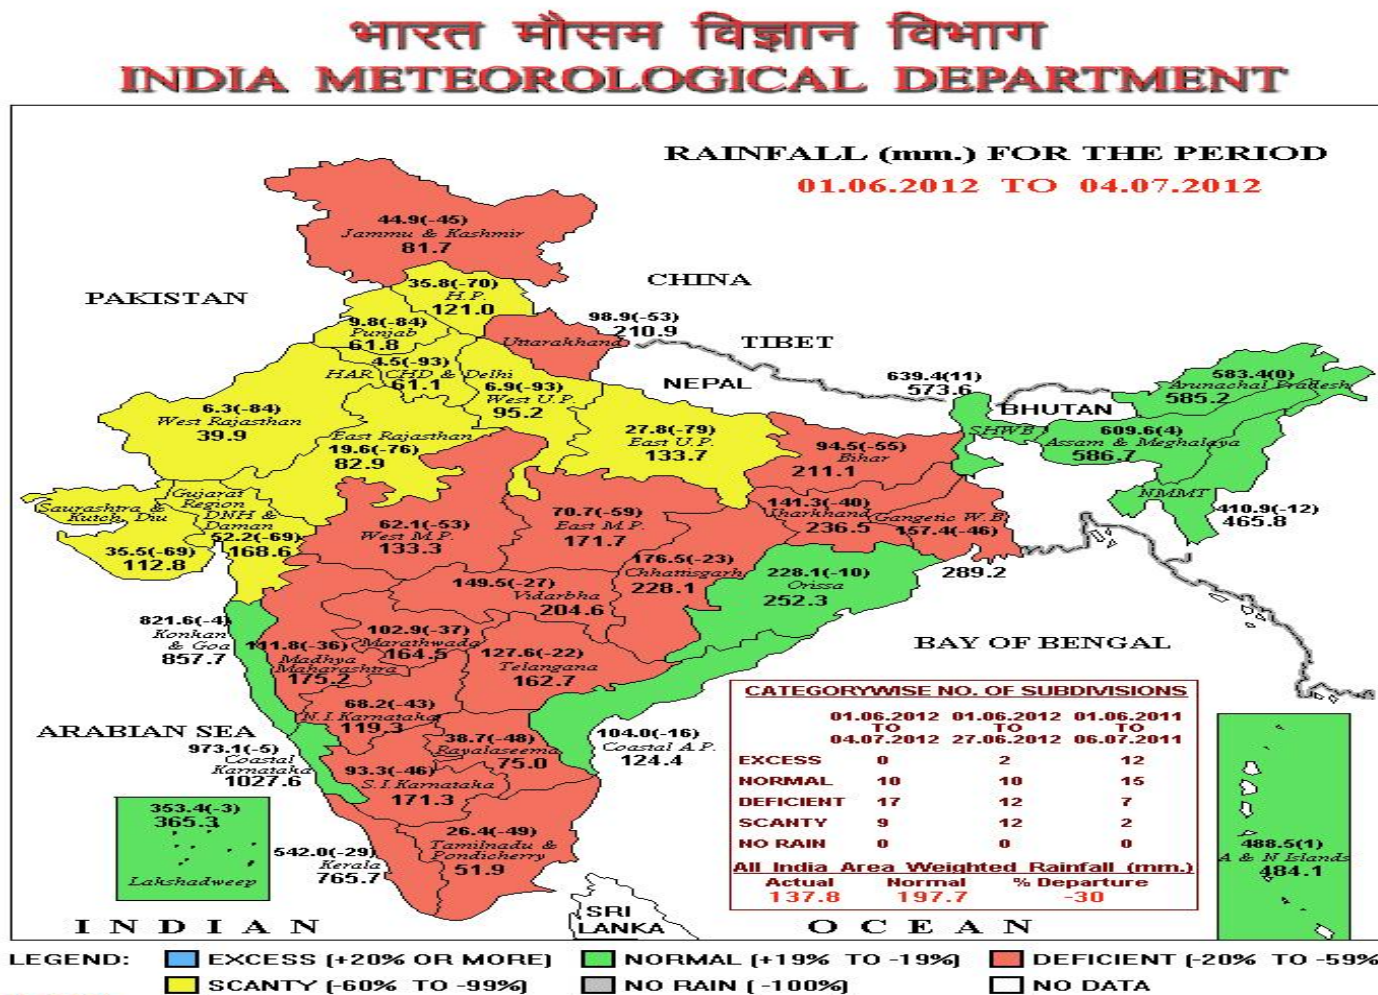 भारत मौसम विज्ञान विभाग
INDIA METEOROLOGICAL DEPARTMENT
RAINFALL (mm.) FOR THE PERIOD
01.06.2012 TO 04.07.2012
44.9(-45)
Jammu & Kashmir
81.7
CHINA
PAKISTAN
35.8(-70)
H.P.
121.0
9.8(-84)
Punjab
61.8
98.9(-53)
210.9
Uttarakhand
TIBET
4.5(-93)
HAR. CHD & Delhi
61.1
NEPAL
6.9(-93)
West U.P.
95.2
639.4(11)
573.6
SHWB
583.4(0)
Arunachal Pradesh
585.2
BHUTAN
6.3(-84)
West Rajasthan
39.9
East Rajasthan
19.6(-76)
82.9
27.8(-79)
East U.P.
133.7
94.5(-55)
Bihar
211.1
609.6(4)
Assam & Meghalaya
586.7
NMMT
410.9(-12)
465.8
Gujarat
Region
DNH &
Daman
52.2(-69)
168.6
Saurashtra &
Kutch, Diu
35.5(-69)
112.8
62.1(-53)
West M.P.
133.3
70.7(-59)
East M.P.
171.7
141.3(-40)
Jharkhand
236.5
Gangetic W.B.
157.4(-46)
289.2
176.5(-23)
Chhattisgarh
228.1
228.1(-10)
Orissa
252.3
149.5(-27)
Vidarbha
204.6
821.6(-4)
Konkan
& Goa
857.7
111.8(-36)
Madhya
Maharashtra
175.2
102.9(-37)
Marathwada
164.5
127.6(-22)
Telangana
162.7
BAY OF BENGAL
68.2(-43)
N.I.Karnataka
119.3
ARABIAN SEA
973.1(-5)
Coastal
Karnataka
1027.6
38.7(-48)
Rayalaseema
75.0
104.0(-16)
Coastal A.P.
124.4
93.3(-46)
S.I.Karnataka
171.3
353.4(-3)
365.3
Lakshadweep
542.0(-29)
Kerala
765.7
26.4(-49)
Tamilnadu &
Pondicherry
51.9
CATEGORYWISE NO. OF SUBDIVISIONS
01.06.2012 01.06.2012 01.06.2011
TO TO TO
04.07.2012 27.06.2012 06.07.2011
EXCESS 0 2 12
NORMAL 10 10 15
DEFICIENT 17 12 7
SCANTY 9 12 2
NO RAIN 0 0 0
All India Area Weighted Rainfall (mm.)
Actual Normal % Departure
137.8 197.7 -30
488.5(1)
A & N Islands
484.1
SRI
LANKA
INDIAN OCEAN
LEGEND: EXCESS (+20% OR MORE) NORMAL (+19% TO -19%) DEFICIENT (-20% TO -59%
SCANTY (-60% TO -99%) NO RAIN (-100%) NO DATA